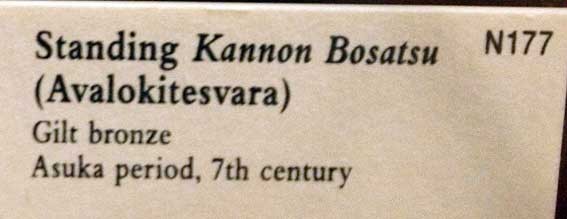 Standing Kannon Bosatsu N177
(Avalokitesvara)
Gilt bronze
Asuka period, 7th century